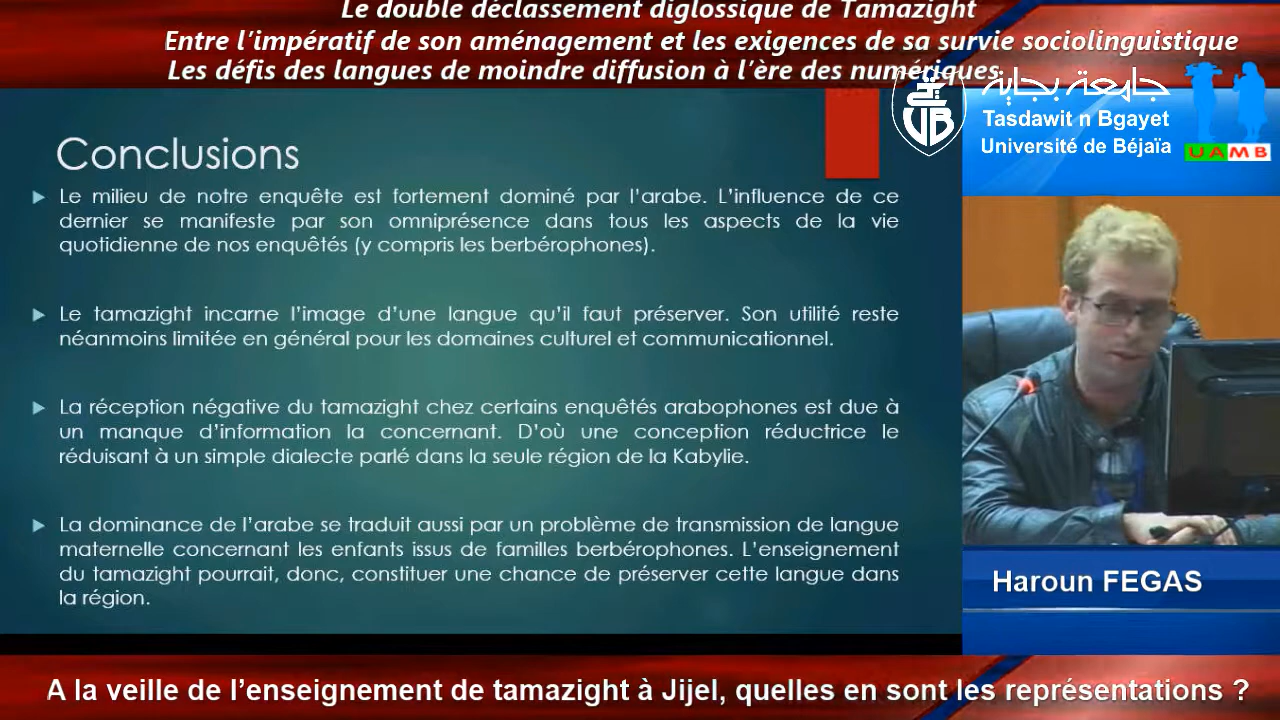 Le double déclassement diglossique de Tamazight
Entre l'impératif de son aménagement et les exigences de sa survie sociolinguistique
Les défis des langues de moindre diffusion à l'ère des numériques
جامعة بجاية
Tasdawit n Bgayet
Université de Béjaïa
UB
UAMB
Conclusions
Le milieu de notre enquête est fortement dominé par l'arabe. L'influence de ce
dernier se manifeste par son omniprésence dans tous les aspects de la vie
quotidienne de nos enquêtés (y compris les berbérophones).
Le tamazight incarne l'image d'une langue qu'il faut préserver. Son utilité reste
néanmoins limitée en général pour les domaines culturel et communicationnel.
La réception négative du tamazight chez certains enquêtés arabophones est due à
un manque d'information la concernant. D'où une conception réductrice le
réduisant à un simple dialecte parlé dans la seule région de la Kabylie.
La dominance de l'arabe se traduit aussi par un problème de transmission de langue
maternelle concernant les enfants issus de familles berbérophones. L'enseignement
du tamazight pourrait, donc, constituer une chance de préserver cette langue dans
la région.
Haroun FEGAS
A la veille de l'enseignement de tamazight à Jijel, quelles en sont les représentations ?